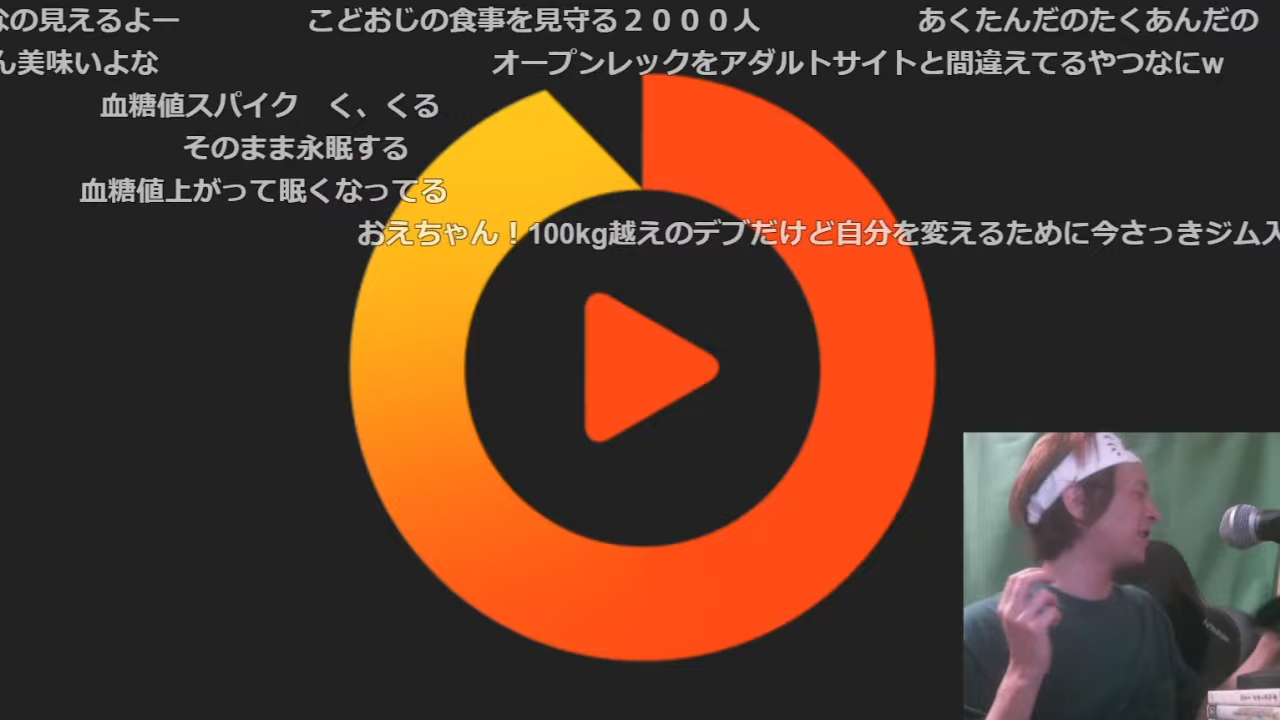 なの見えるよー
こどおじの食事を見守る２０００人
あくたんだのたくあんだの
ん美味いよな
オープンレックをアダルトサイトと間違えてるやつなにw
血糖値スパイク　く、くる
そのまま永眠する
血糖値上がって眠くなってる
おえちゃん！100kg越えのデブだけど自分を変えるために今さっきジム入